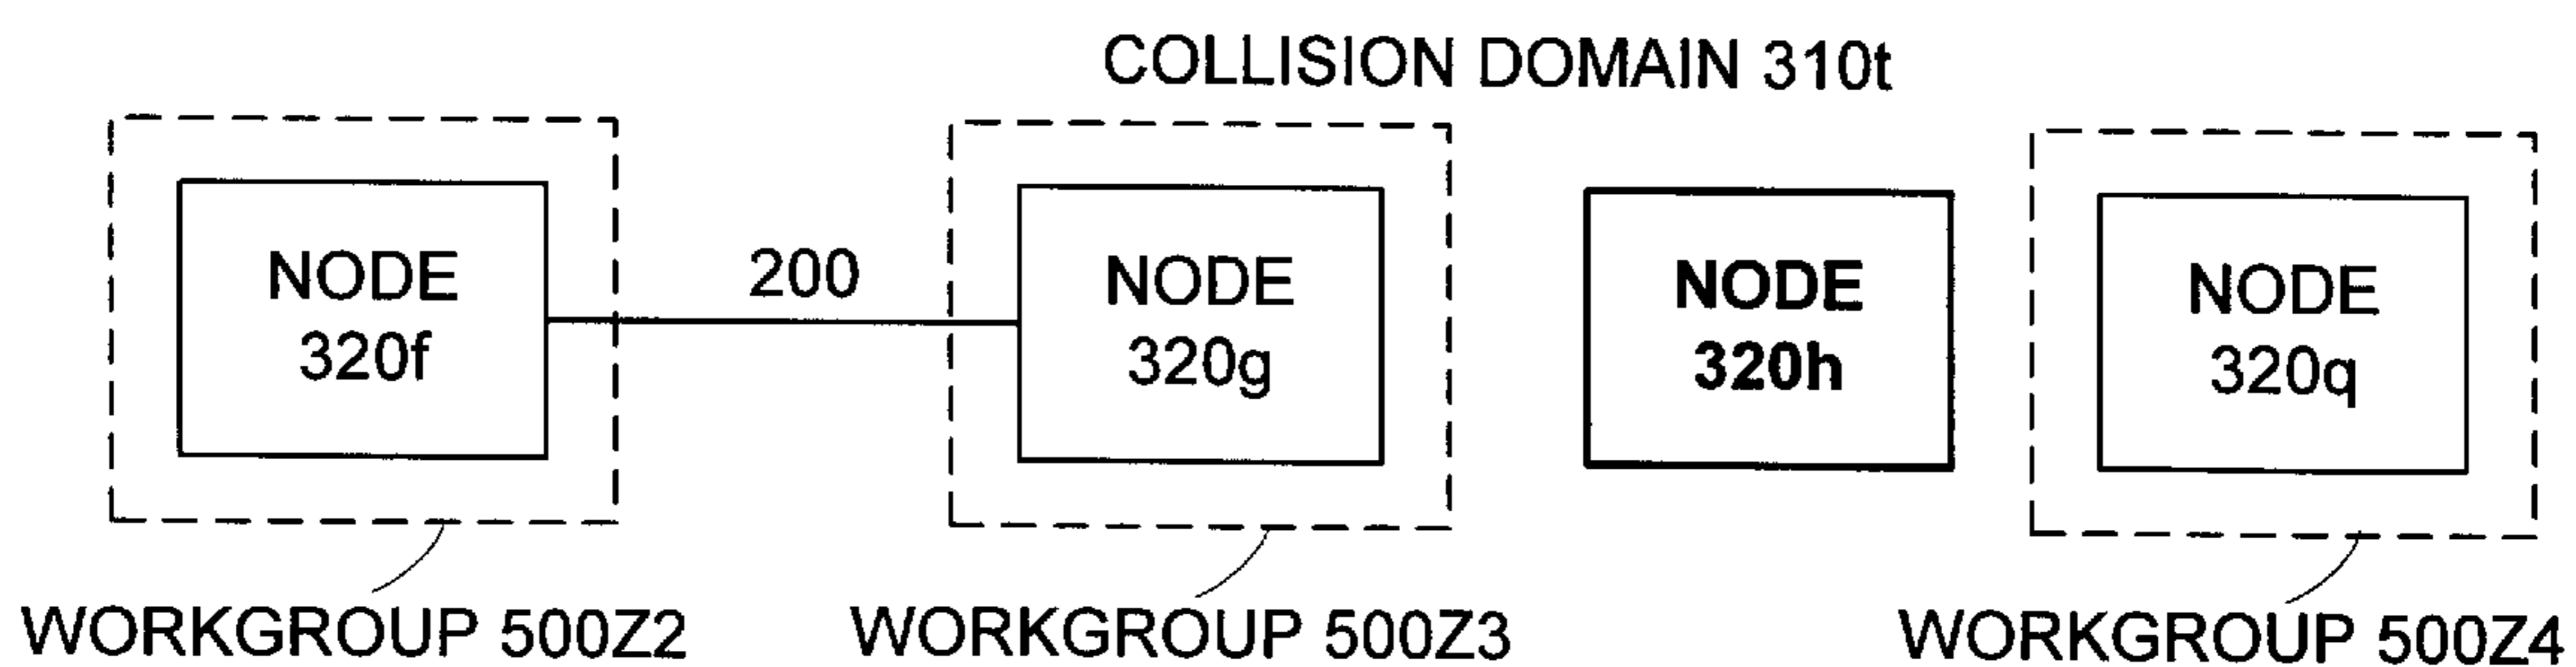 COLLISION DOMAIN 310t
NODE
320f
200
NODE
320g
NODE
320h
NODE
320q
WORKGROUP 500Z2
WORKGROUP 500Z3
WORKGROUP 500Z4